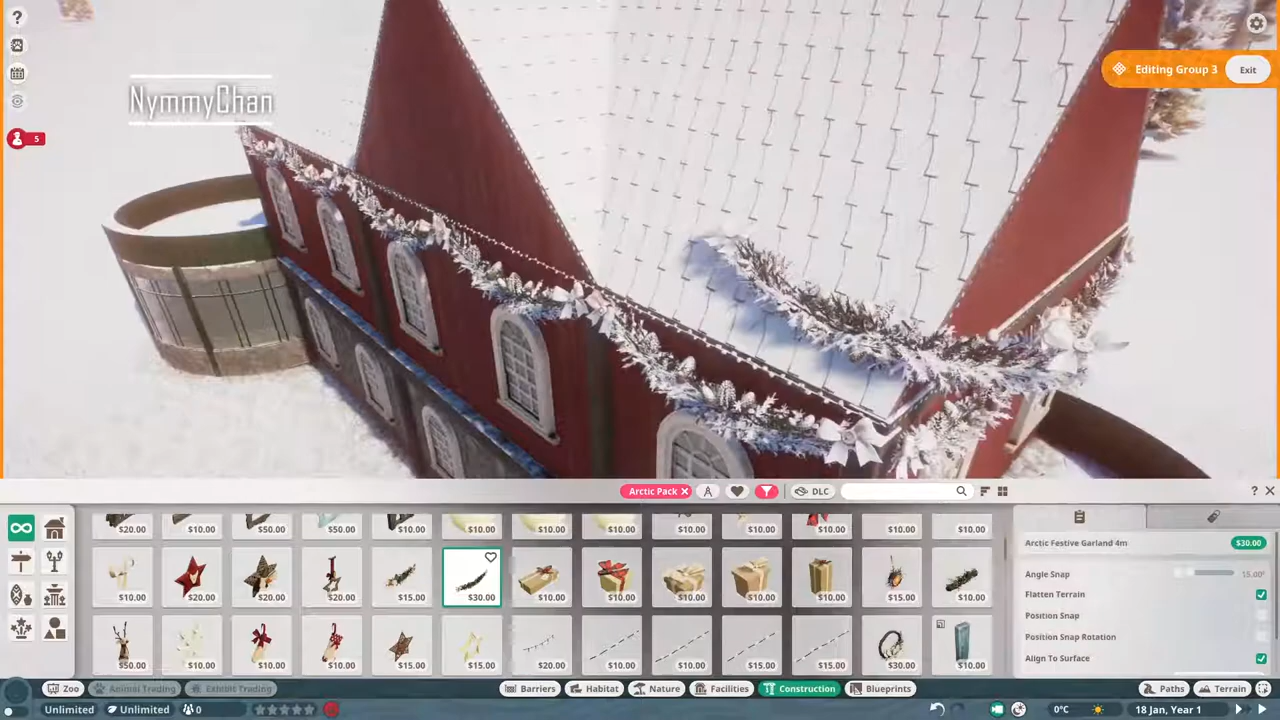 ?
Editing Group 3 Exit
NymmyChan
5
Arctic Pack × DLC ? ×
$20.00 $10.00 $50.00 $50.00 $10.00 $10.00 $10.00 $10.00 $10.00 $10.00 $10.00 $10.00 $10.00
Arctic Festive Garland 4m $30.00
$10.00 $20.00 $20.00 $20.00 $15.00 $30.00 $10.00 $10.00 $10.00 $10.00 $10.00 $15.00 $10.00
Angle Snap 15.00°
Flatten Terrain
Position Snap
Position Snap Rotation
Align To Surface
$50.00 $10.00 $10.00 $10.00 $15.00 $15.00 $20.00 $10.00 $10.00 $15.00 $15.00 $30.00 $10.00
Zoo Animal Trading Exhibit Trading Barriers Habitat Nature Facilities Construction Blueprints Paths Terrain
Unlimited Unlimited 0 0°C 18 Jan, Year 1